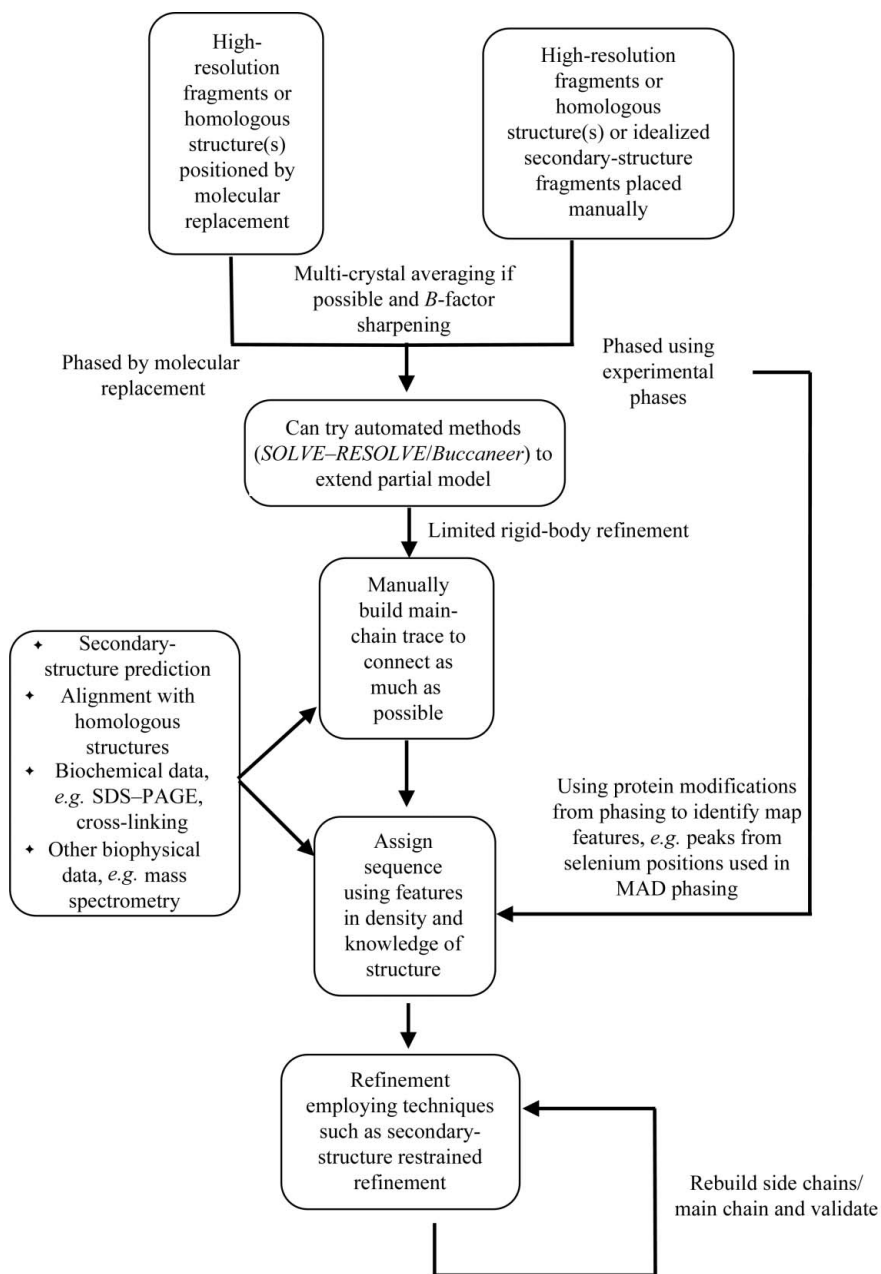 High-
resolution
fragments or
homologous
structure(s)
positioned by
molecular
replacement
High-resolution
fragments or
homologous
structure(s) or idealized
secondary-structure
fragments placed
manually
Multi-crystal averaging if
possible and B-factor
sharpening
Phased by molecular
replacement
Phased using
experimental
phases
Can try automated methods
(SOLVE–RESOLVE/Buccaneer) to
extend partial model
Limited rigid-body refinement
Manually
build main-
chain trace to
connect as
much as
possible
✦ Secondary-
structure prediction
✦ Alignment with
homologous
structures
✦ Biochemical data,
e.g. SDS–PAGE,
cross-linking
✦ Other biophysical
data, e.g. mass
spectrometry
Using protein modifications
from phasing to identify map
features, e.g. peaks from
selenium positions used in
MAD phasing
Assign
sequence
using features
in density and
knowledge of
structure
Refinement
employing techniques
such as secondary-
structure restrained
refinement
Rebuild side chains/
main chain and validate